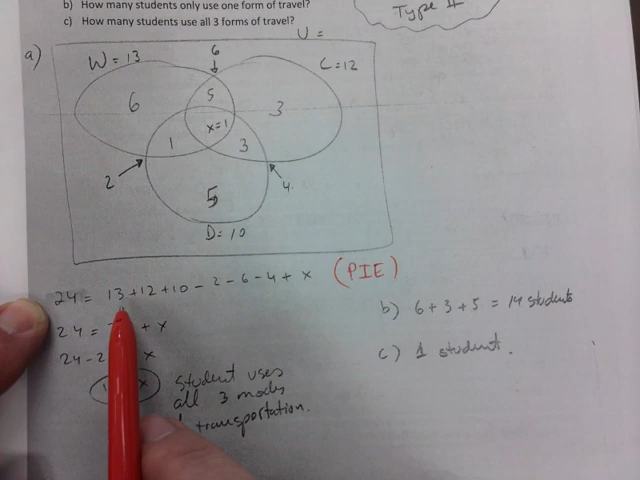 b) How many students only use one form of travel?
c) How many students use all 3 forms of travel?
Type II
U =
a)
W = 13
6
C = 12
6
5
3
x=1
1
3
2
4
5
D = 10
24 = 13 + 12 + 10 - 2 - 6 - 4 + x (PIE)
24 = + x
24 - 2 x
x student uses
all 3 modes
transportation.
b) 6 + 3 + 5 = 14 students
c) 1 student.